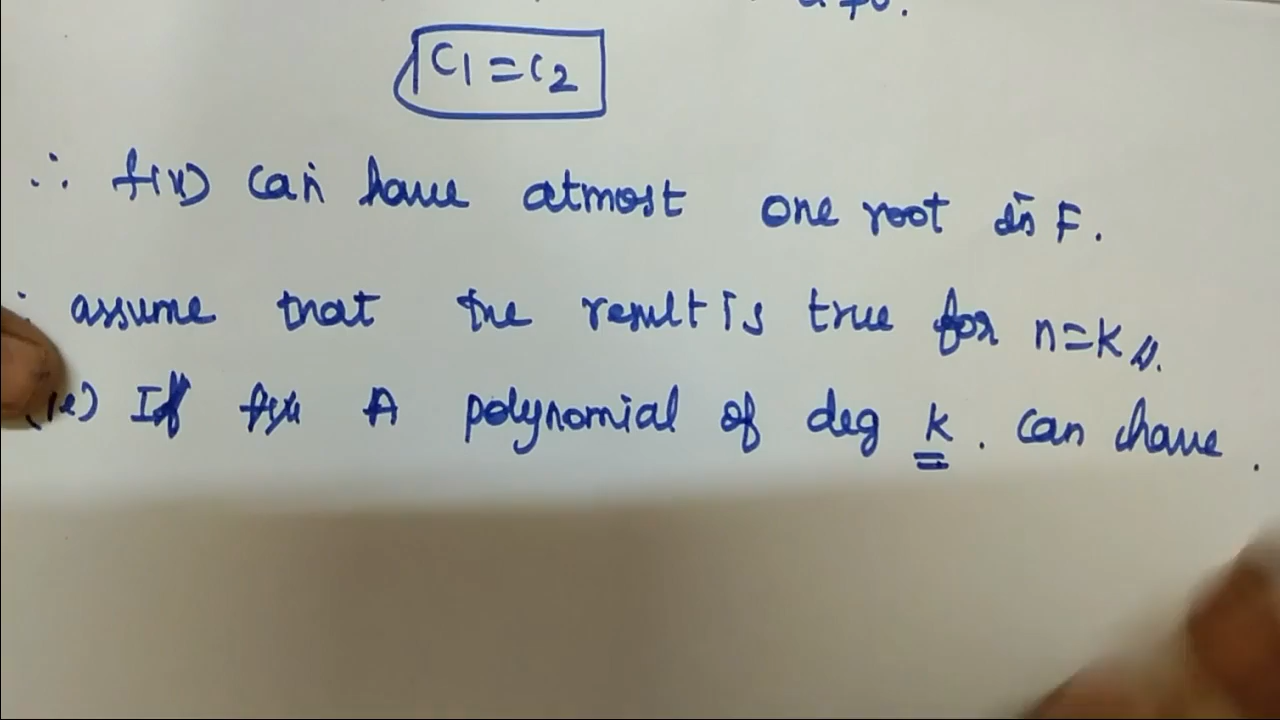 a ≠ 0.
C1 = C2
∴ f(x) can have atmost one root in F.
assume that the result is true for n=k //.
(ie) If A polynomial of deg k. can have.